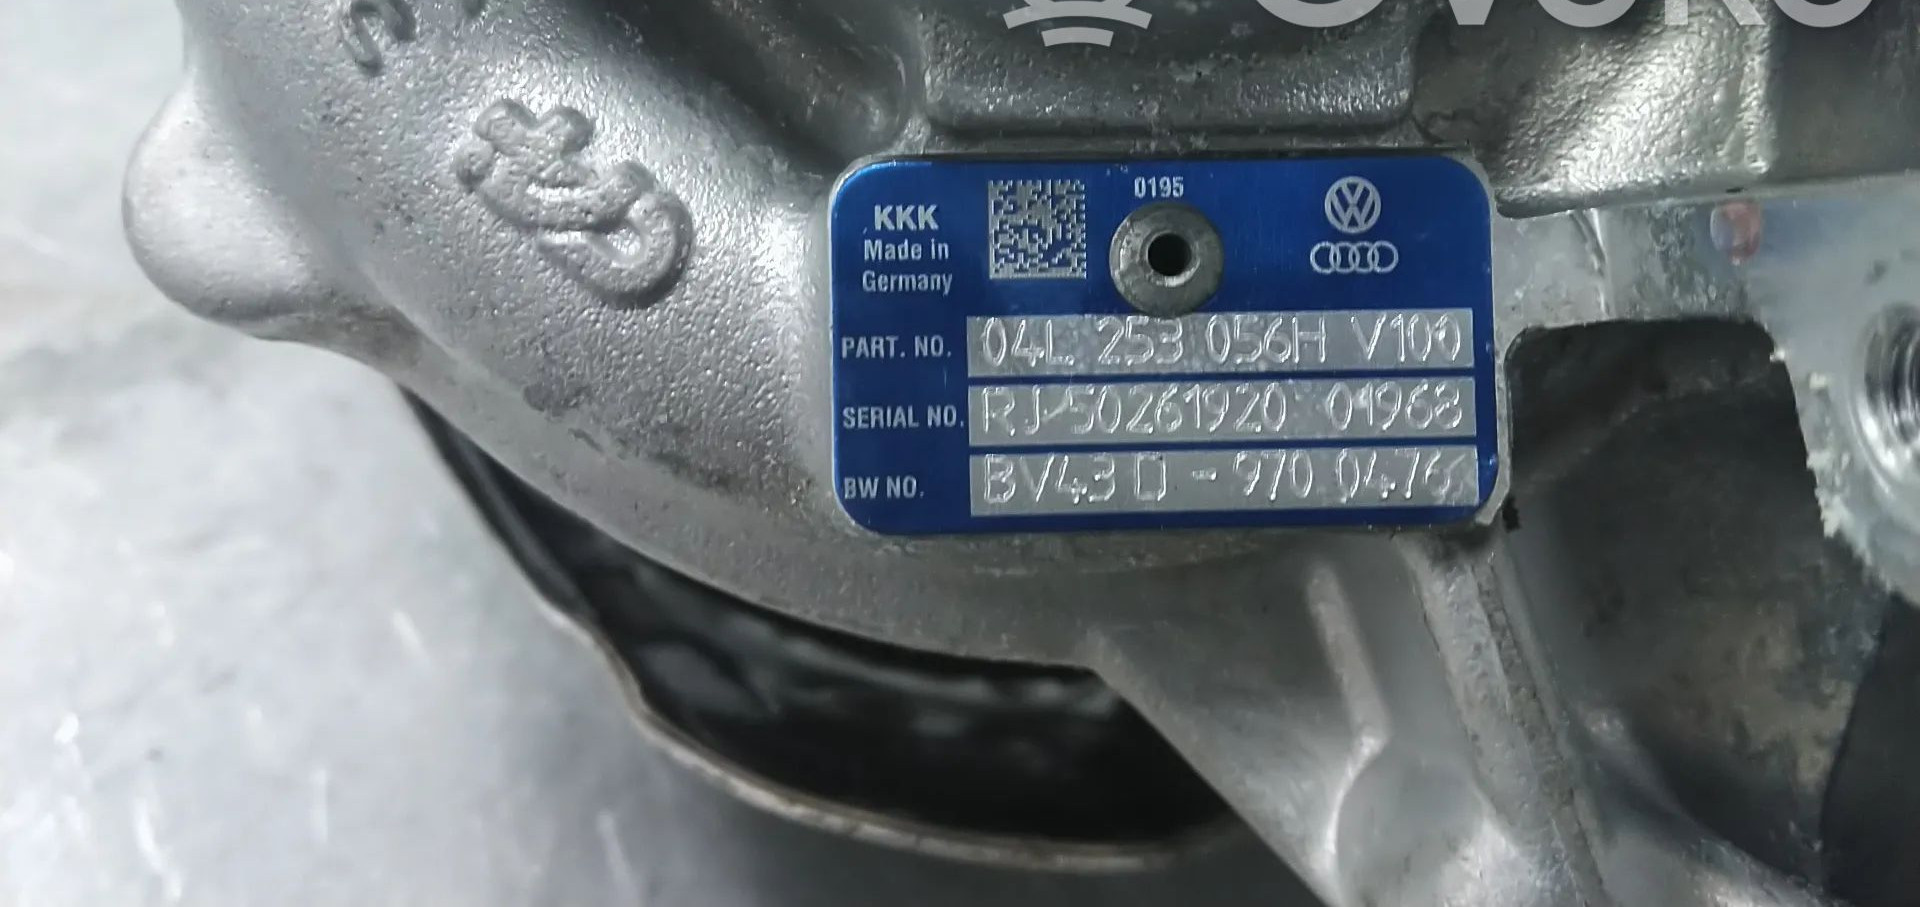 0195
KKK
Made in
Germany
PART. NO. 04L 253 056H V100
SERIAL NO. RJ 50261920 01968
BW NO. BV43D - 970 0476